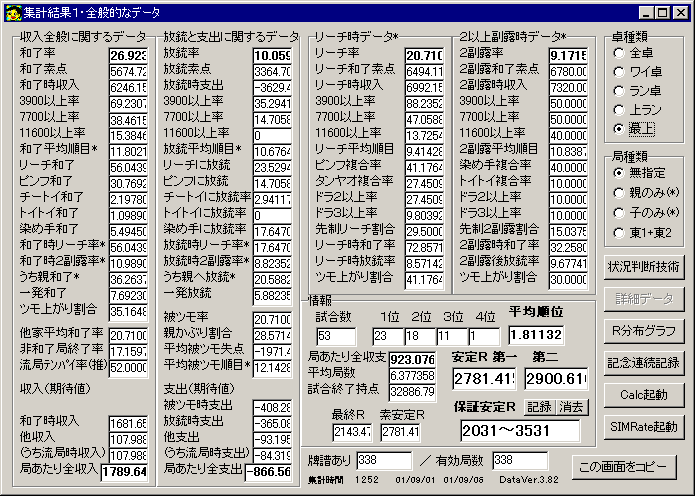 集計結果1・全般的なデータ
収入全般に関するデータ
和了率 26.923
和了素点 5674.72
和了時収入 6246.15
3900以上率 69.2307
7700以上率 38.4615
11600以上率 15.3846
和了平均順目* 11.8021
リーチ和了 56.0439
ピンフ和了 30.7692
チートイ和了 2.19780
トイトイ和了 1.09890
染め手和了 5.49450
和了時リーチ率* 56.0439
和了時2副露率* 10.9890
うち親和了* 36.2637
一発和了 7.69230
ツモ上がり割合 35.1648
他家平均和了率 20.7100
非和了局終了率 17.1597
流局テンパイ率(推) 52.0000
収入(期待値)
和了時収入 1681.65
他収入 107.988
(うち流局時収入) 107.988
局あたり全収入 1789.64
放銃と支出に関するデータ
放銃率 10.059
放銃素点 3364.70
放銃時支出 -3629.4
3900以上率 35.2941
7700以上率 14.7058
11600以上率 0
放銃平均順目* 10.6764
リーチに放銃 23.5294
ピンフに放銃 14.7058
チートイに放銃率 2.94117
トイトイに放銃 0
染め手に放銃 17.6470
放銃時リーチ率* 17.6470
放銃時2副露率* 8.82352
うち親へ放銃* 20.5882
一発放銃 5.88235
被ツモ率 20.7100
親かぶり割合 28.5714
平均被ツモ失点 -1971.4
平均被ツモ順目* 12.1428
支出(期待値)
被ツモ時支出 -408.28
放銃時支出 -365.08
他支出 -93.195
(うち流局時支出) -84.319
局あたり全支出 -866.56
リーチ時データ*
リーチ率 20.710
リーチ和了素点 6494.11
リーチ時収入 6992.15
3900以上率 88.2352
7700以上率 47.0588
11600以上率 13.7254
リーチ平均順目 9.41428
ピンフ複合率 41.1764
タンヤオ複合率 27.4509
ドラ2以上率 27.4509
ドラ3以上率 9.80392
先制リーチ割合 29.5000
リーチ時和了率 72.8571
リーチ後放銃率 8.57142
ツモ上がり割合 41.1764
2以上副露時データ*
2副露率 9.1715
2副露和了素点 6780.00
2副露時収入 7320.00
3900以上率 50.0000
7700以上率 50.0000
11600以上率 40.0000
2副露平均順目 10.8387
染め手複合率 40.0000
トイトイ複合率 10.0000
ドラ2以上率 50.0000
ドラ3以上率 50.0000
先制2副露割合 15.0375
2副露時和了率 32.2580
2副露後放銃率 9.67741
ツモ上がり割合 30.0000
情報
試合数 1位 2位 3位 4位 平均順位
53 23 18 11 1 1.81132
局あたり全収支 923.076
平均局数 6.377358
試合終了持点 32886.79
安定R 第一 第二
2781.41 2900.61
最終R 素安定R
2143.47 2781.41
保証安定R 記録 消去
2031～3531
牌譜あり 338 ／有効局数 338
集計時間 1252 01/09/01 01/09/06 DataVer.3.82
卓種類
全卓
ワイ卓
ラン卓
上ラン
最上
局種類
無指定
親のみ(*)
子のみ(*)
東1+東2
状況判断技術
詳細データ
R分布グラフ
記念連続記録
Calc起動
SIMRate起動
この画面をコピー